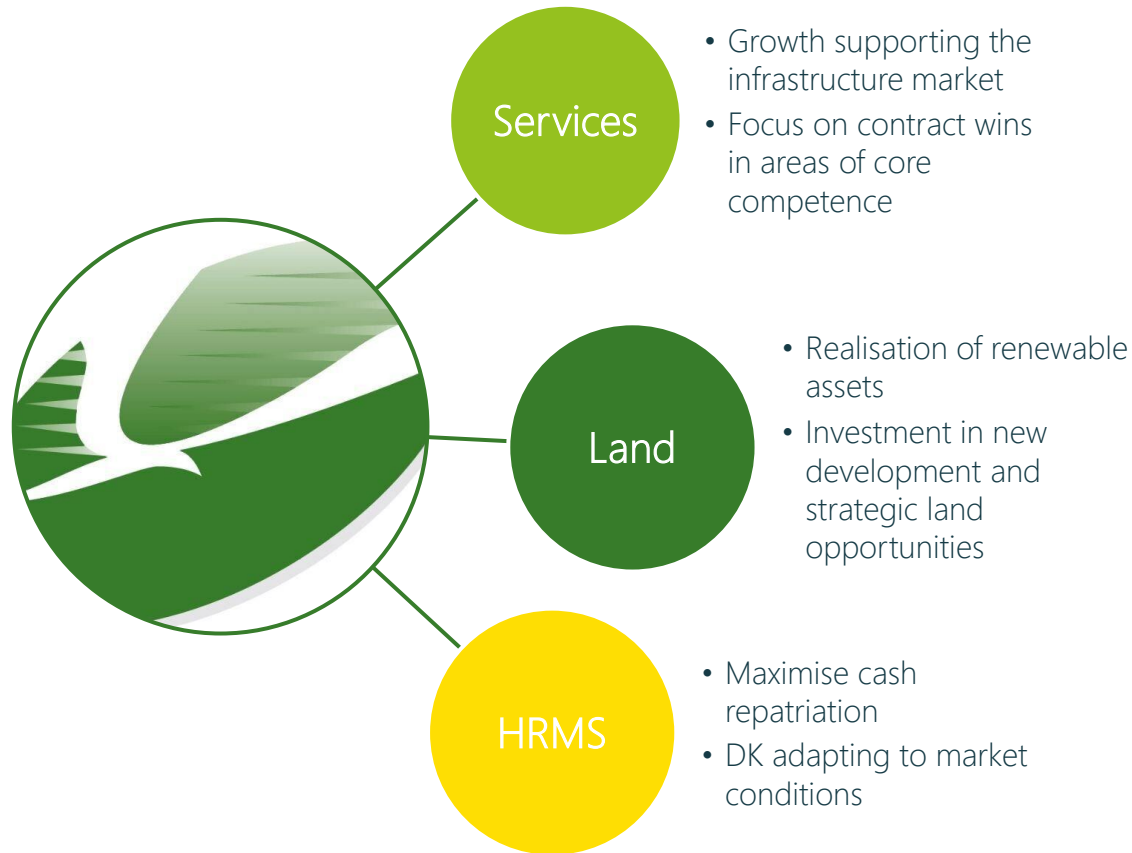 Services
• Growth supporting the
infrastructure market
• Focus on contract wins
in areas of core
competence
Land
• Realisation of renewable
assets
• Investment in new
development and
strategic land
opportunities
HRMS
• Maximise cash
repatriation
• DK adapting to market
conditions